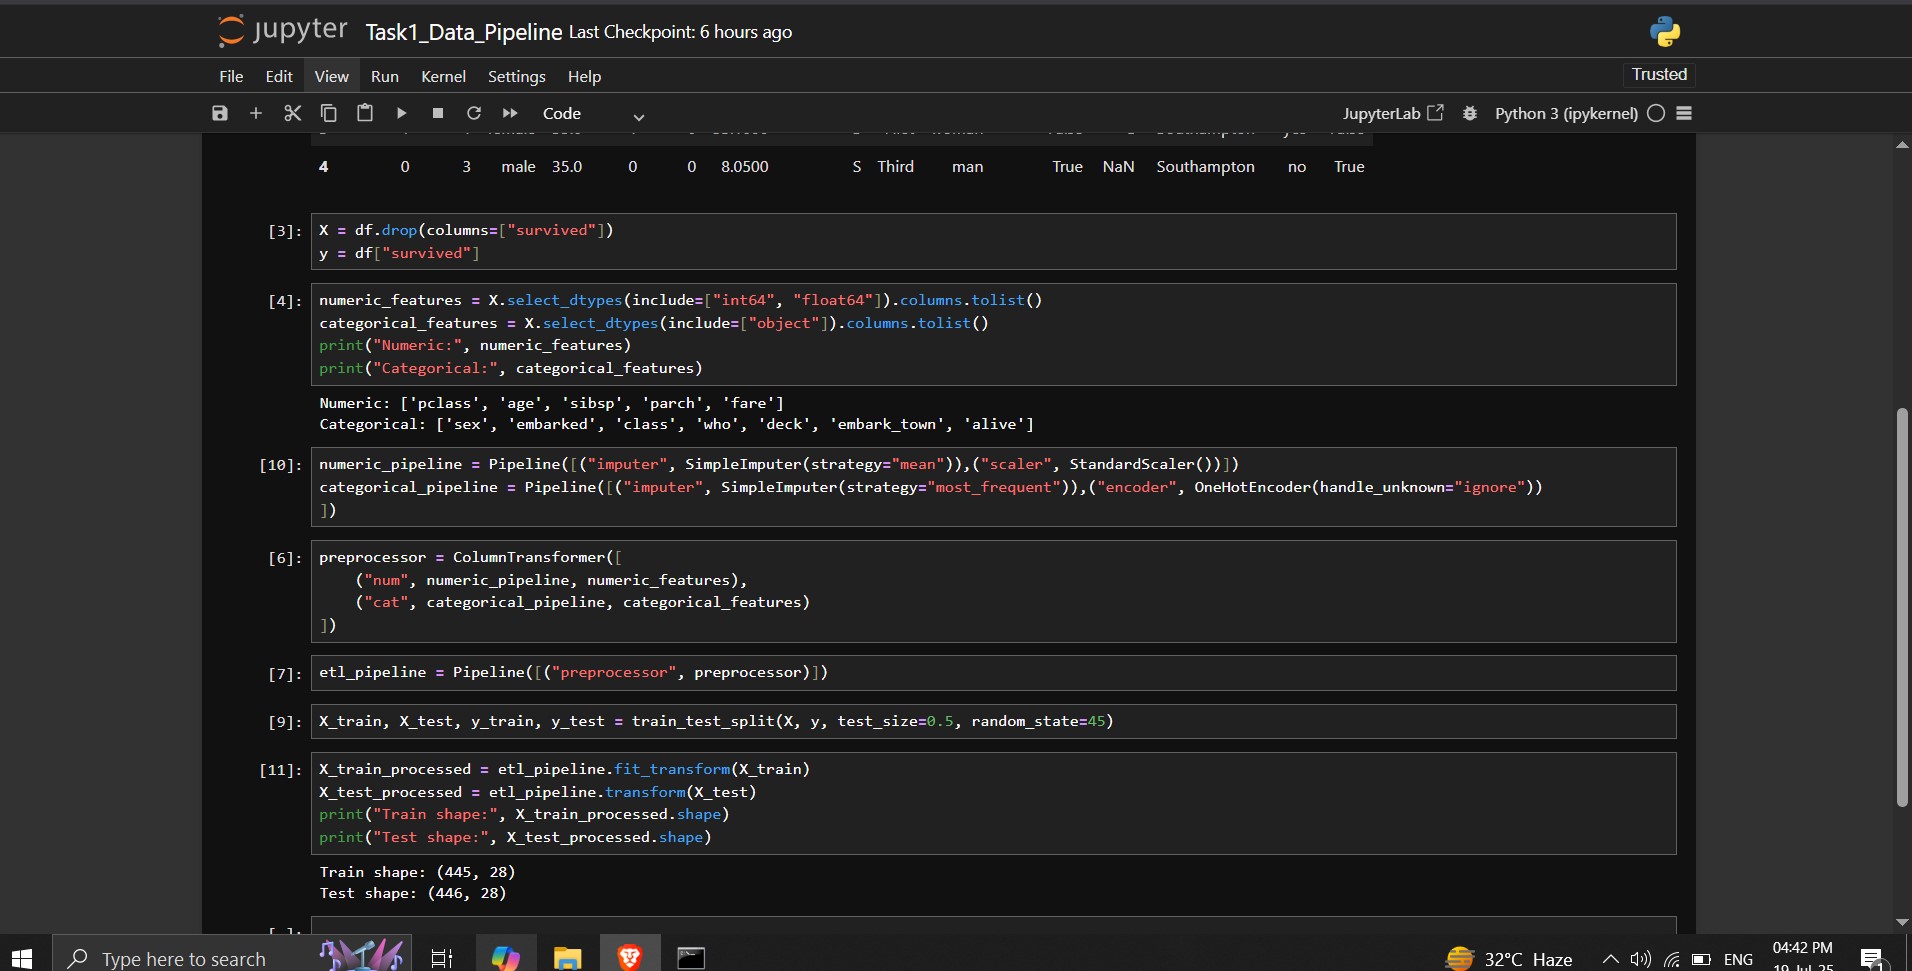 jupyter Task1_Data_Pipeline Last Checkpoint: 6 hours ago
File Edit View Run Kernel Settings Help
Trusted
Code
JupyterLab Python 3 (ipykernel)
4 0 3 male 35.0 0 0 8.0500 S Third man True NaN Southampton no True
[3]: X = df.drop(columns=["survived"])
y = df["survived"]
[4]: numeric_features = X.select_dtypes(include=["int64", "float64"]).columns.tolist()
categorical_features = X.select_dtypes(include=["object"]).columns.tolist()
print("Numeric:", numeric_features)
print("Categorical:", categorical_features)
Numeric: ['pclass', 'age', 'sibsp', 'parch', 'fare']
Categorical: ['sex', 'embarked', 'class', 'who', 'deck', 'embark_town', 'alive']
[10]: numeric_pipeline = Pipeline([("imputer", SimpleImputer(strategy="mean")),("scaler", StandardScaler())])
categorical_pipeline = Pipeline([("imputer", SimpleImputer(strategy="most_frequent")),("encoder", OneHotEncoder(handle_unknown="ignore"))
])
[6]: preprocessor = ColumnTransformer([
("num", numeric_pipeline, numeric_features),
("cat", categorical_pipeline, categorical_features)
])
[7]: etl_pipeline = Pipeline([("preprocessor", preprocessor)])
[9]: X_train, X_test, y_train, y_test = train_test_split(X, y, test_size=0.5, random_state=45)
[11]: X_train_processed = etl_pipeline.fit_transform(X_train)
X_test_processed = etl_pipeline.transform(X_test)
print("Train shape:", X_train_processed.shape)
print("Test shape:", X_test_processed.shape)
Train shape: (445, 28)
Test shape: (446, 28)
[ ]:
Type here to search
32°C Haze
ENG
04:42 PM
19-Jul-25
1